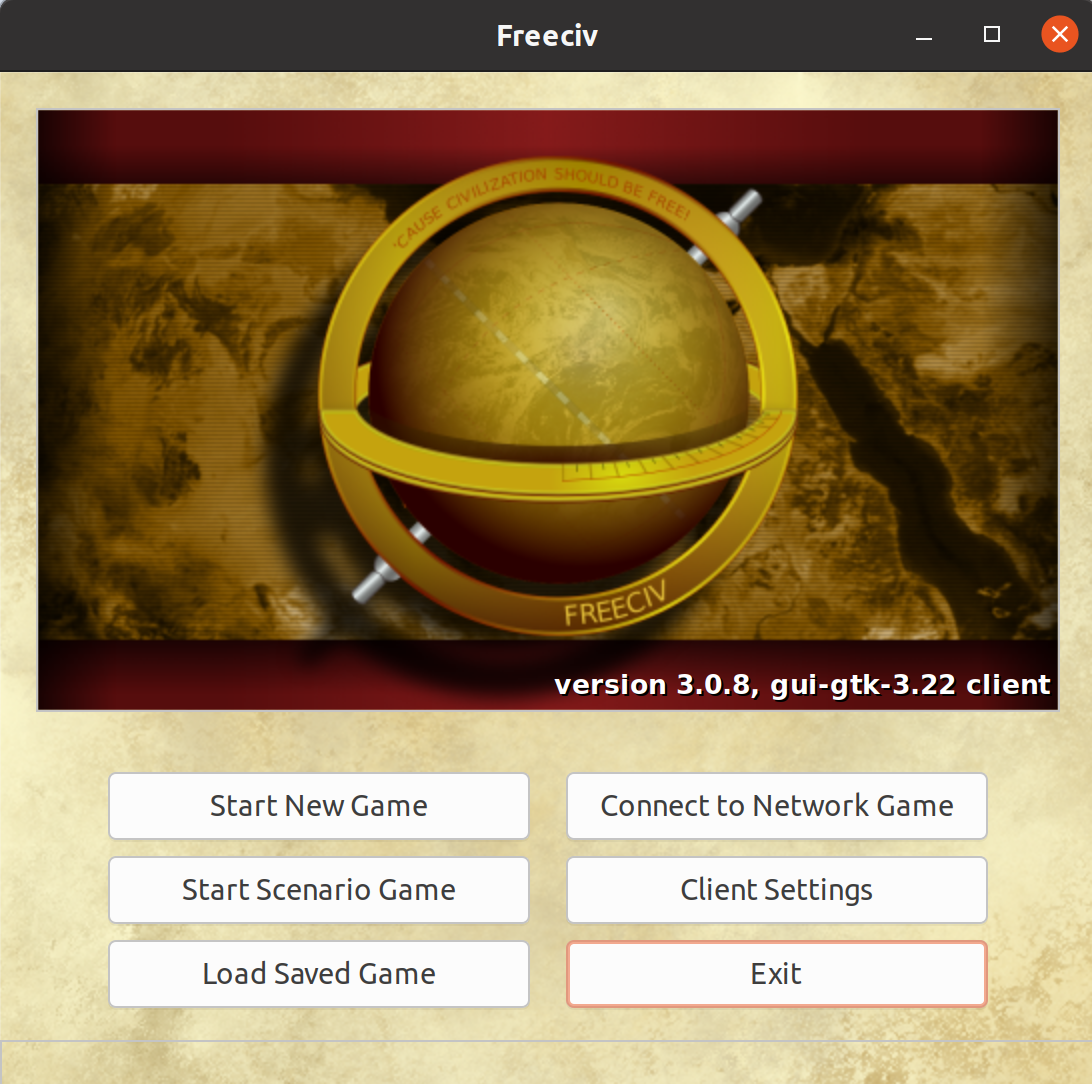 Freeciv
'CAUSE CIVILIZATION SHOULD BE FREE!
FREECIV
version 3.0.8, gui-gtk-3.22 client
Start New Game
Connect to Network Game
Start Scenario Game
Client Settings
Load Saved Game
Exit